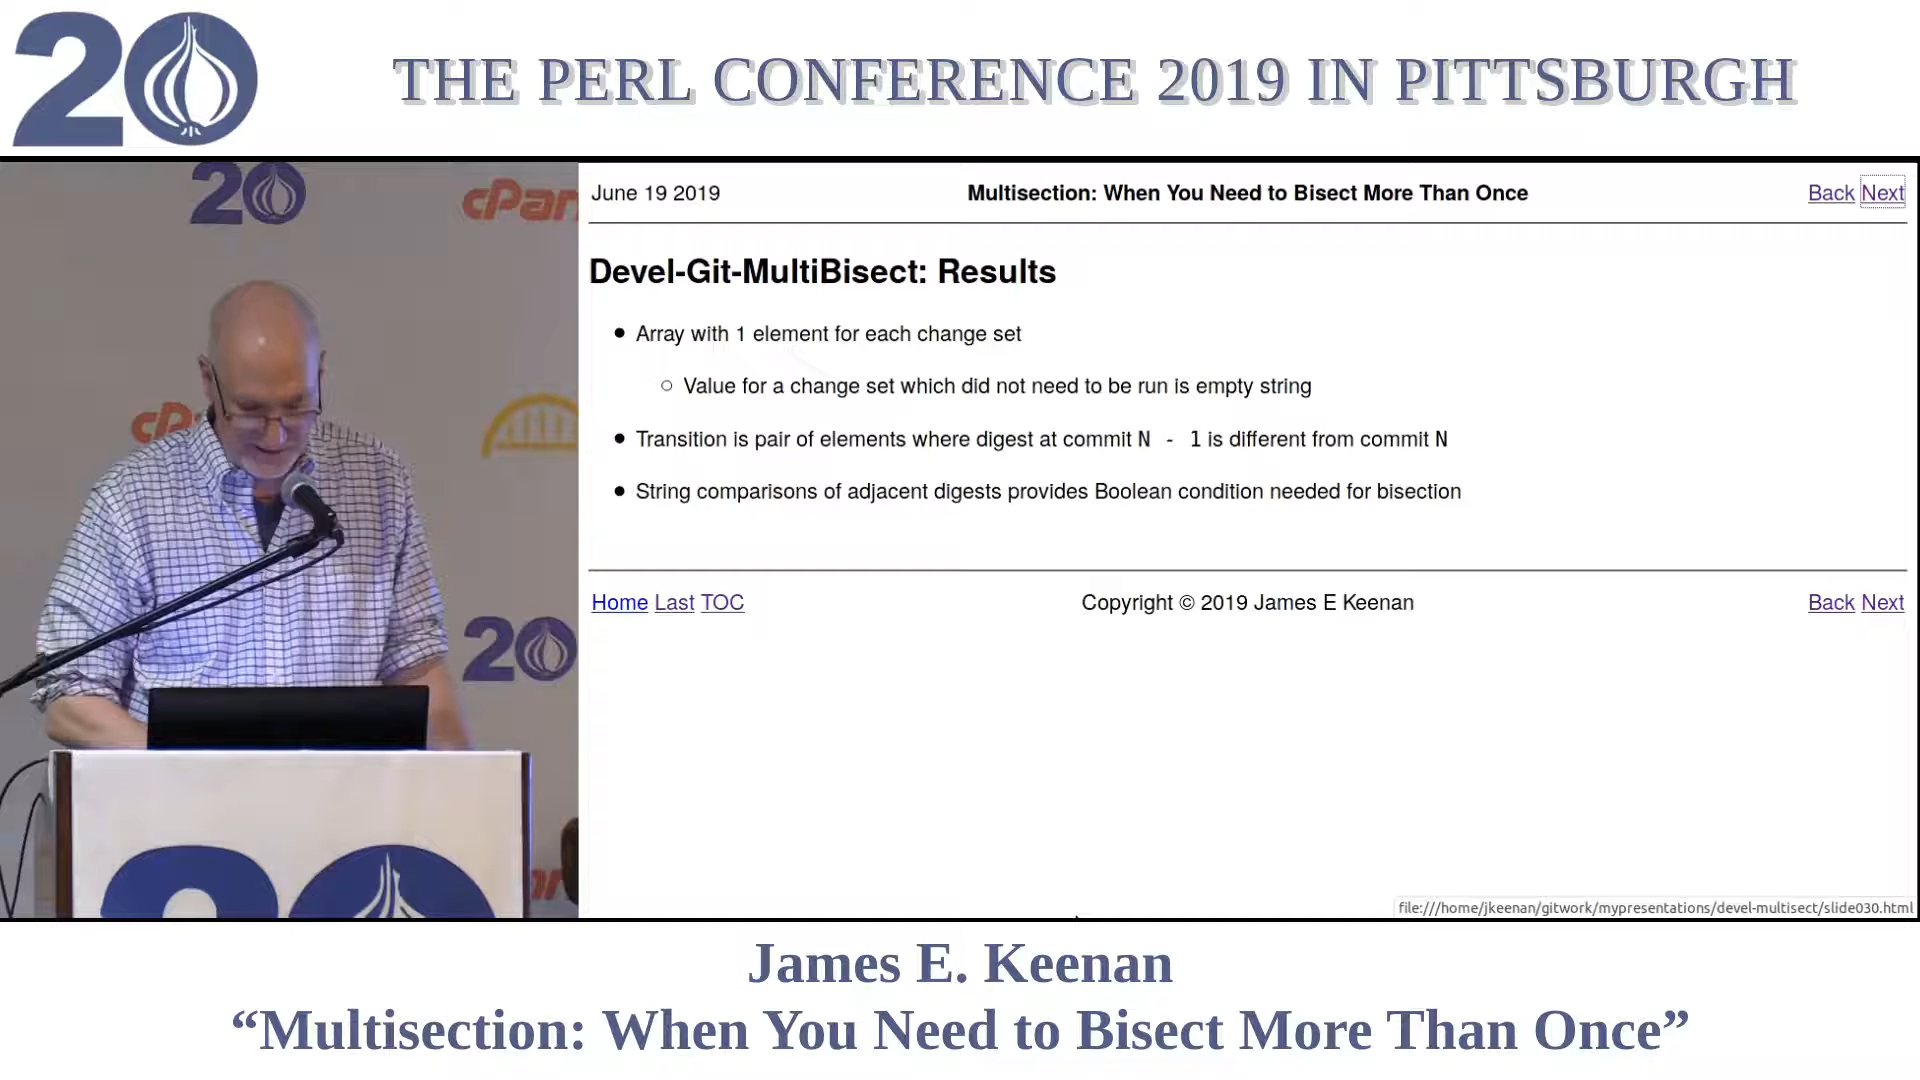 20
THE PERL CONFERENCE 2019 IN PITTSBURGH
20
cPan
June 19 2019
Multisection: When You Need to Bisect More Than Once
Back Next
Devel-Git-MultiBisect: Results
Array with 1 element for each change set
Value for a change set which did not need to be run is empty string
Transition is pair of elements where digest at commit N - 1 is different from commit N
String comparisons of adjacent digests provides Boolean condition needed for bisection
Home Last TOC
Copyright © 2019 James E Keenan
Back Next
20
20
file:///home/jkeenan/gitwork/mypresentations/devel-multisect/slide030.html
James E. Keenan
“Multisection: When You Need to Bisect More Than Once”